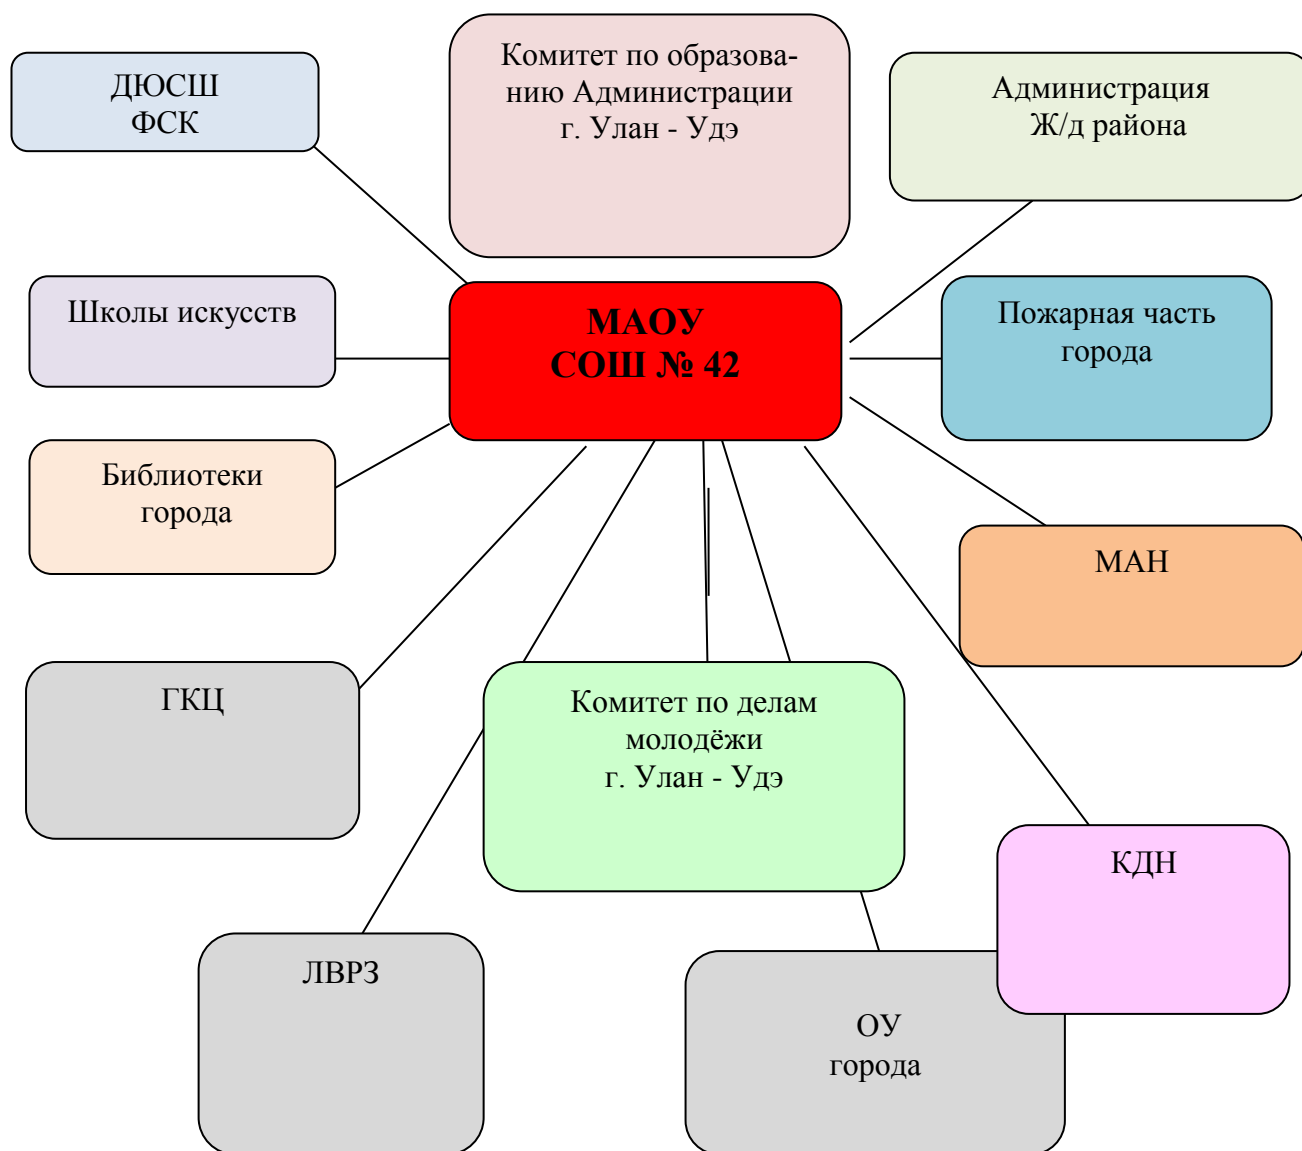 ДЮСШ
ФСК
Комитет по образова-
нию Администрации
г. Улан - Удэ
Администрация
Ж/д района
Школы искусств
МАОУ
СОШ № 42
Пожарная часть
города
Библиотеки
города
МАН
ГКЦ
Комитет по делам
молодёжи
г. Улан - Удэ
КДН
ЛВРЗ
ОУ
города